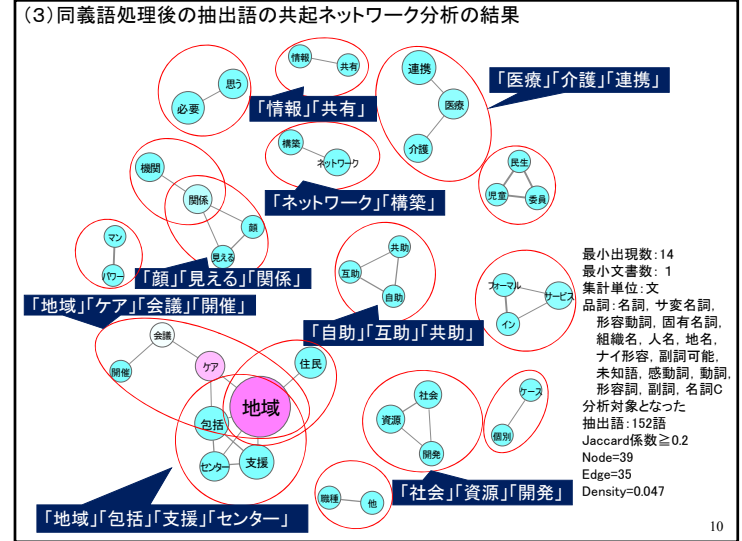 (３)同義語処理後の抽出語の共起ネットワーク分析の結果
情報
共有
思う
必要
「情報」「共有」
連携
医療
介護
「医療」「介護」「連携」
構築
ネットワーク
「ネットワーク」「構築」
機関
関係
顔
見える
「顔」「見える」「関係」
民生
児童
委員
マン
パワー
共助
互助
自助
「自助」「互助」「共助」
フォーマル
サービス
イン
「地域」「ケア」「会議」「開催」
会議
開催
ケア
住民
地域
包括
センター
支援
「地域」「包括」「支援」「センター」
社会
資源
開発
「社会」「資源」「開発」
ケース
個別
職種
他
最小出現数：14
最小文書数： 1
集計単位：文
品詞：名詞, サ変名詞,
形容動詞, 固有名詞,
組織名, 人名, 地名,
ナイ形容, 副詞可能,
未知語, 感動詞, 動詞,
形容詞, 副詞, 名詞C
分析対象となった
抽出語：152語
Jaccard係数≧0.2
Node=39
Edge=35
Density=0.047
10